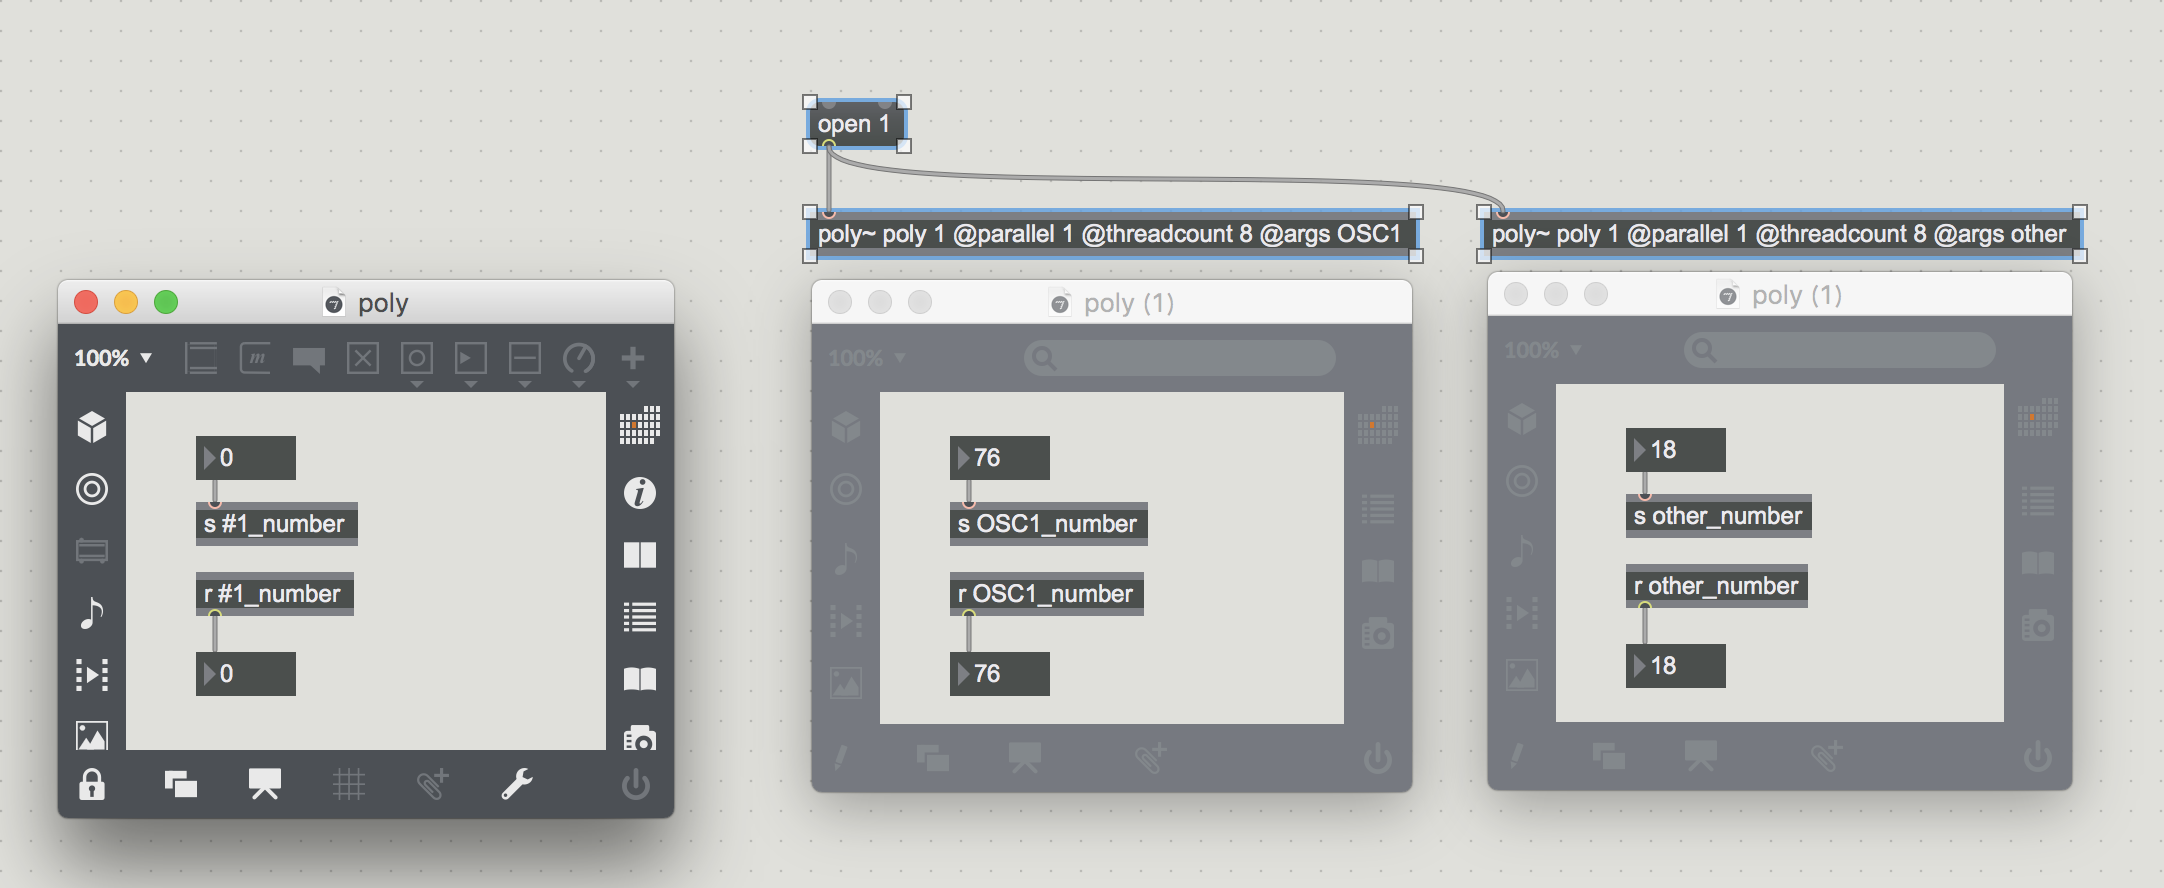 open 1
poly~ poly 1 @parallel 1 @threadcount 8 @args OSC1
poly~ poly 1 @parallel 1 @threadcount 8 @args other
poly
100%
m
0
s #1_number
r #1_number
0
i
poly (1)
100%
76
s OSC1_number
r OSC1_number
76
poly (1)
100%
18
s other_number
r other_number
18